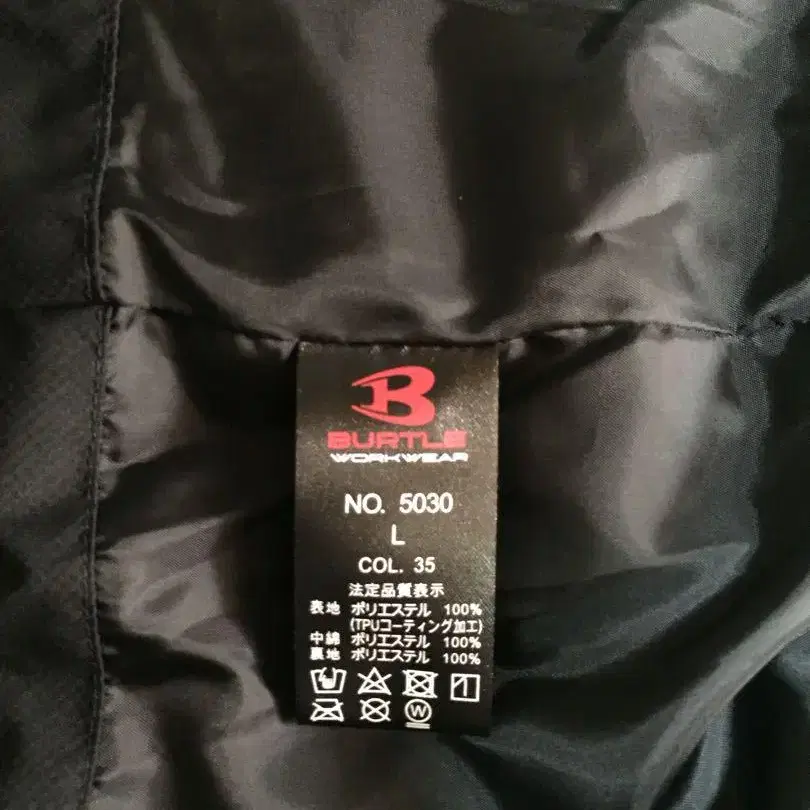 B
BURTLE
WORKWEAR
NO. 5030
L
COL. 35
法定品質表示
表地 ポリエステル 100%
(TPUコーティング加工)
中綿 ポリエステル 100%
裏地 ポリエステル 100%
W